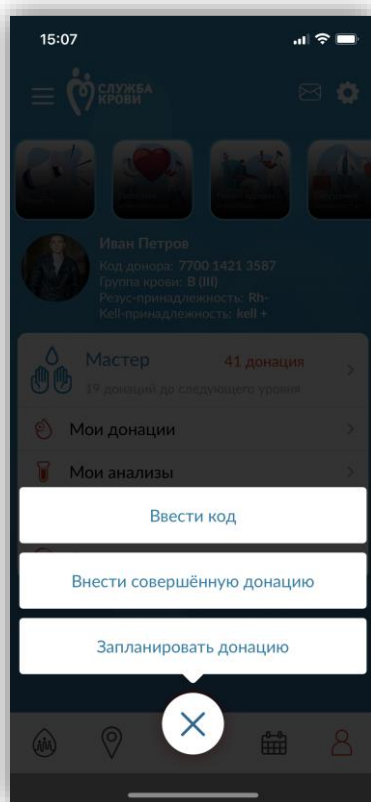 15:07
СЛУЖБА
КРОВИ
Иван Петров
Код донора: 7700 1421 3587
Группа крови: B (III)
Резус-принадлежность: Rh-
Kell-принадлежность: kell +
Мастер
41 донация
19 донаций до следующего уровня
Мои донации
Мои анализы
Ввести код
Внести совершённую донацию
Запланировать донацию